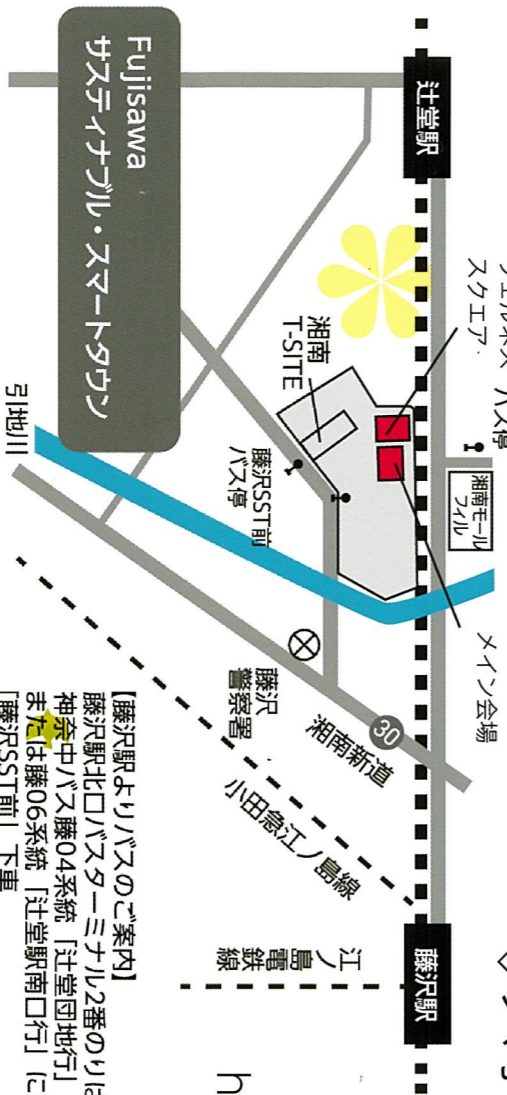 辻堂駅
ウェルネス
スクエア
バス停
湘南モール
フィル
メイン会場
湘南
T-SITE
藤沢SST前
バス停
Fujisawa
サスティナブル・スマートタウン
引地川
藤沢
警察署
30
湘南新道
小田急江ノ島線
藤沢駅
江ノ島電鉄線
【藤沢駅よりバスのご案内】
藤沢駅北口バスターミナル2番のりば
神奈中バス藤04系統「辻堂団地行」
または藤06系統「辻堂駅南口行」に
「藤沢SST前」下車
h